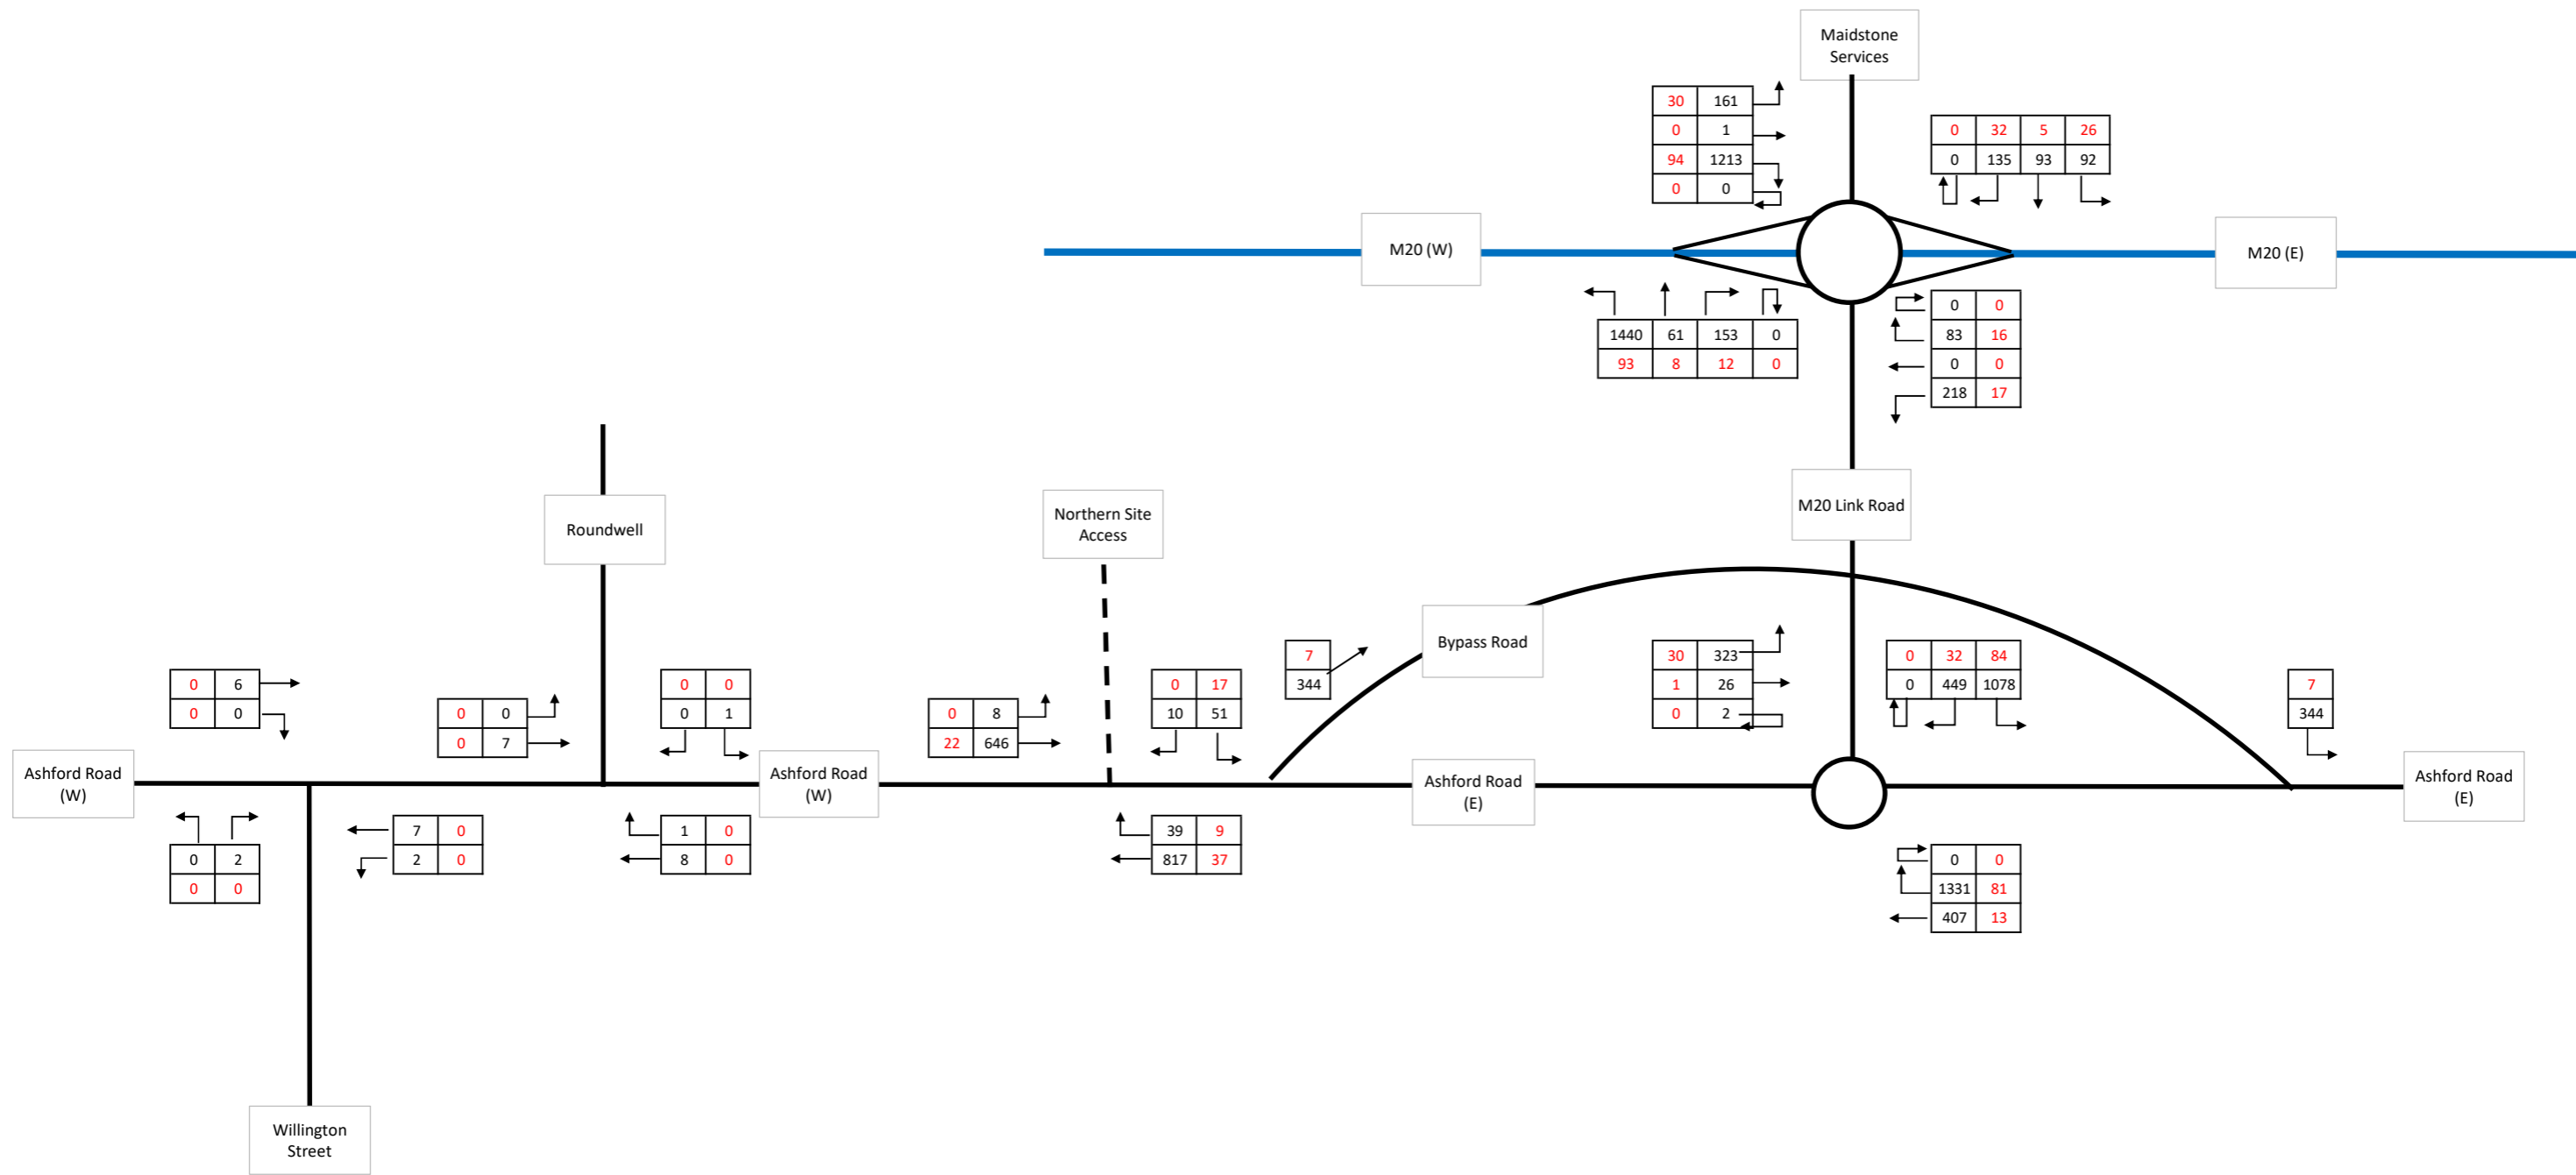 Maidstone
Services
30 161
0 1
94 1213
0 0
0 32 5 26
0 135 93 92
M20 (W)
M20 (E)
1440 61 153 0
93 8 12 0
0 0
83 16
0 0
218 17
M20 Link Road
Roundwell
Northern Site
Access
Bypass Road
0 6
0 0
0 0
0 7
0 0
0 1
0 8
22 646
0 17
10 51
7
344
30 323
1 26
0 2
0 32 84
0 449 1078
7
344
Ashford Road
(W)
Ashford Road
(W)
Ashford Road
(E)
Ashford Road
(E)
0 2
0 0
7 0
2 0
1 0
8 0
39 9
817 37
0 0
1331 81
407 13
Willington
Street